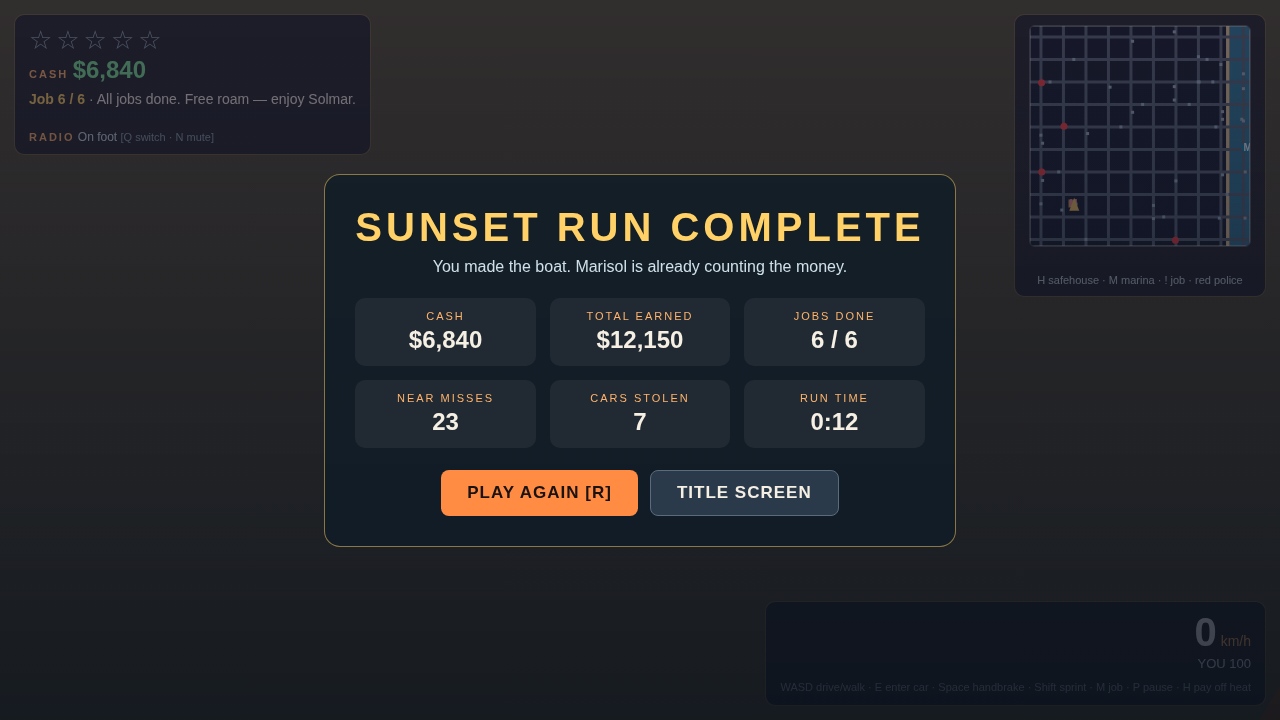 ☆☆☆☆☆
CASH $6,840
Job 6 / 6 · All jobs done. Free roam — enjoy Solmar.
RADIO On foot [Q switch · N mute]
M
H safehouse · M marina · ! job · red police
SUNSET RUN COMPLETE
You made the boat. Marisol is already counting the money.
CASH
$6,840
TOTAL EARNED
$12,150
JOBS DONE
6 / 6
NEAR MISSES
23
CARS STOLEN
7
RUN TIME
0:12
PLAY AGAIN [R]
TITLE SCREEN
0 km/h
YOU 100
WASD drive/walk · E enter car · Space handbrake · Shift sprint · M job · P pause · H pay off heat